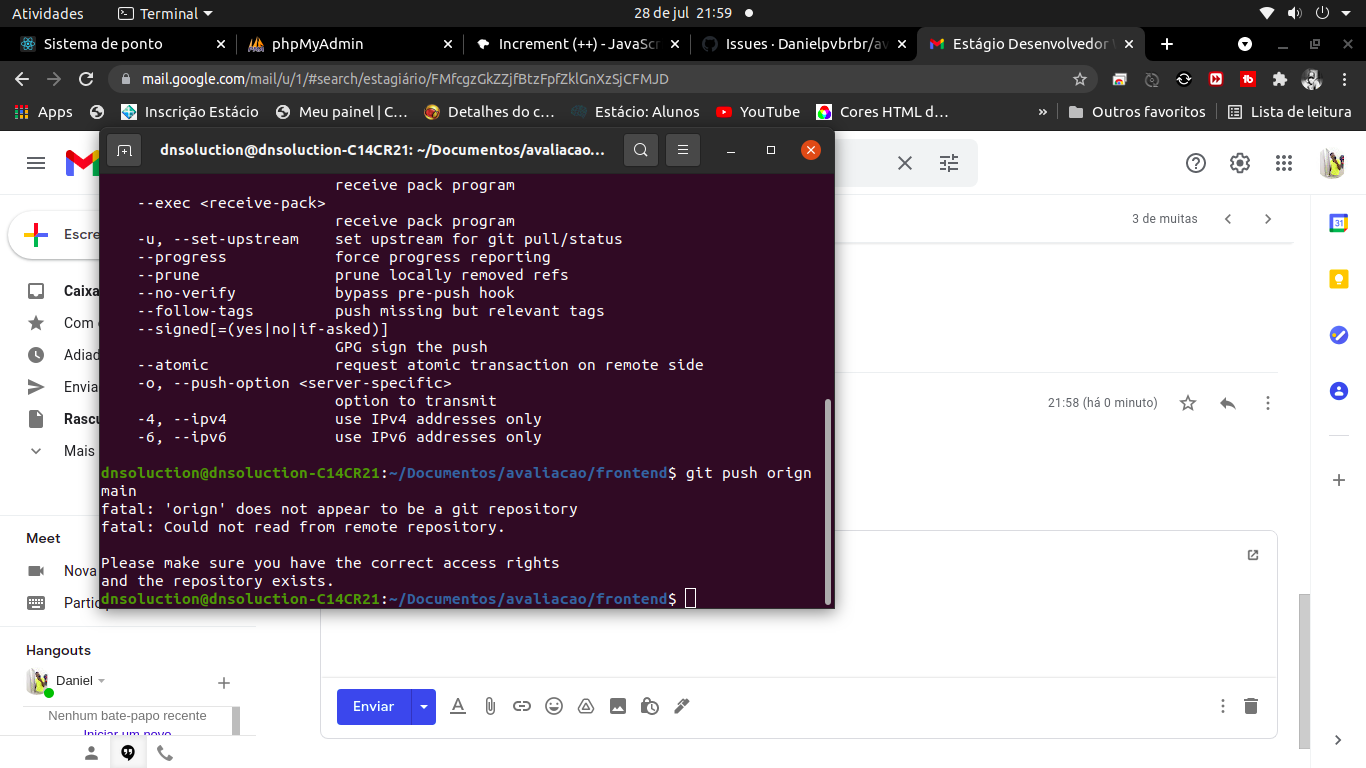 Atividades
Terminal
28 de jul 21:59
Sistema de ponto
phpMyAdmin
Increment (++) - JavaScr
Issues · Danielpvbrbr/av
Estágio Desenvolvedor
mail.google.com/mail/u/1/#search/estagiário/FMfcgzGkZZjfBtzFpfZklGnXzSjCFMJD
Apps
Inscrição Estácio
Meu painel | C…
Detalhes do c…
Estácio: Alunos
YouTube
Cores HTML d…
»
Outros favoritos
Lista de leitura
dnsoluction@dnsoluction-C14CR21: ~/Documentos/avaliacao...
receive pack program
--exec <receive-pack>
receive pack program
-u, --set-upstream    set upstream for git pull/status
--progress            force progress reporting
--prune               prune locally removed refs
--no-verify           bypass pre-push hook
--follow-tags         push missing but relevant tags
--signed[=(yes|no|if-asked)]
GPG sign the push
--atomic              request atomic transaction on remote side
-o, --push-option <server-specific>
option to transmit
-4, --ipv4            use IPv4 addresses only
-6, --ipv6            use IPv6 addresses only
dnsoluction@dnsoluction-C14CR21:~/Documentos/avaliacao/frontend$ git push orign
main
fatal: 'orign' does not appear to be a git repository
fatal: Could not read from remote repository.
Please make sure you have the correct access rights
and the repository exists.
dnsoluction@dnsoluction-C14CR21:~/Documentos/avaliacao/frontend$
Escre
Caixa
Com
Adiad
Envia
Rascu
Mais
3 de muitas
21:58 (há 0 minuto)
31
Meet
Nova
Partic
Hangouts
Daniel
Nenhum bate-papo recente
Iniciar um novo
Enviar